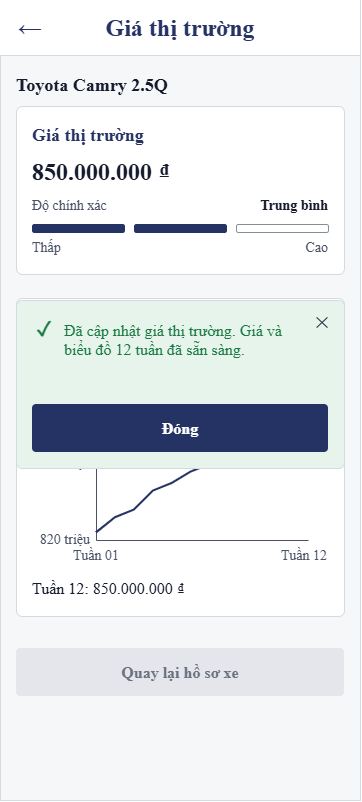 Giá thị trường
Toyota Camry 2.5Q
Giá thị trường
850.000.000 ₫
Độ chính xác
Trung bình
Thấp
Cao
Đã cập nhật giá thị trường. Giá và
biểu đồ 12 tuần đã sẵn sàng.
Đóng
820 triệu
Tuần 01
Tuần 12
Tuần 12: 850.000.000 ₫
Quay lại hồ sơ xe